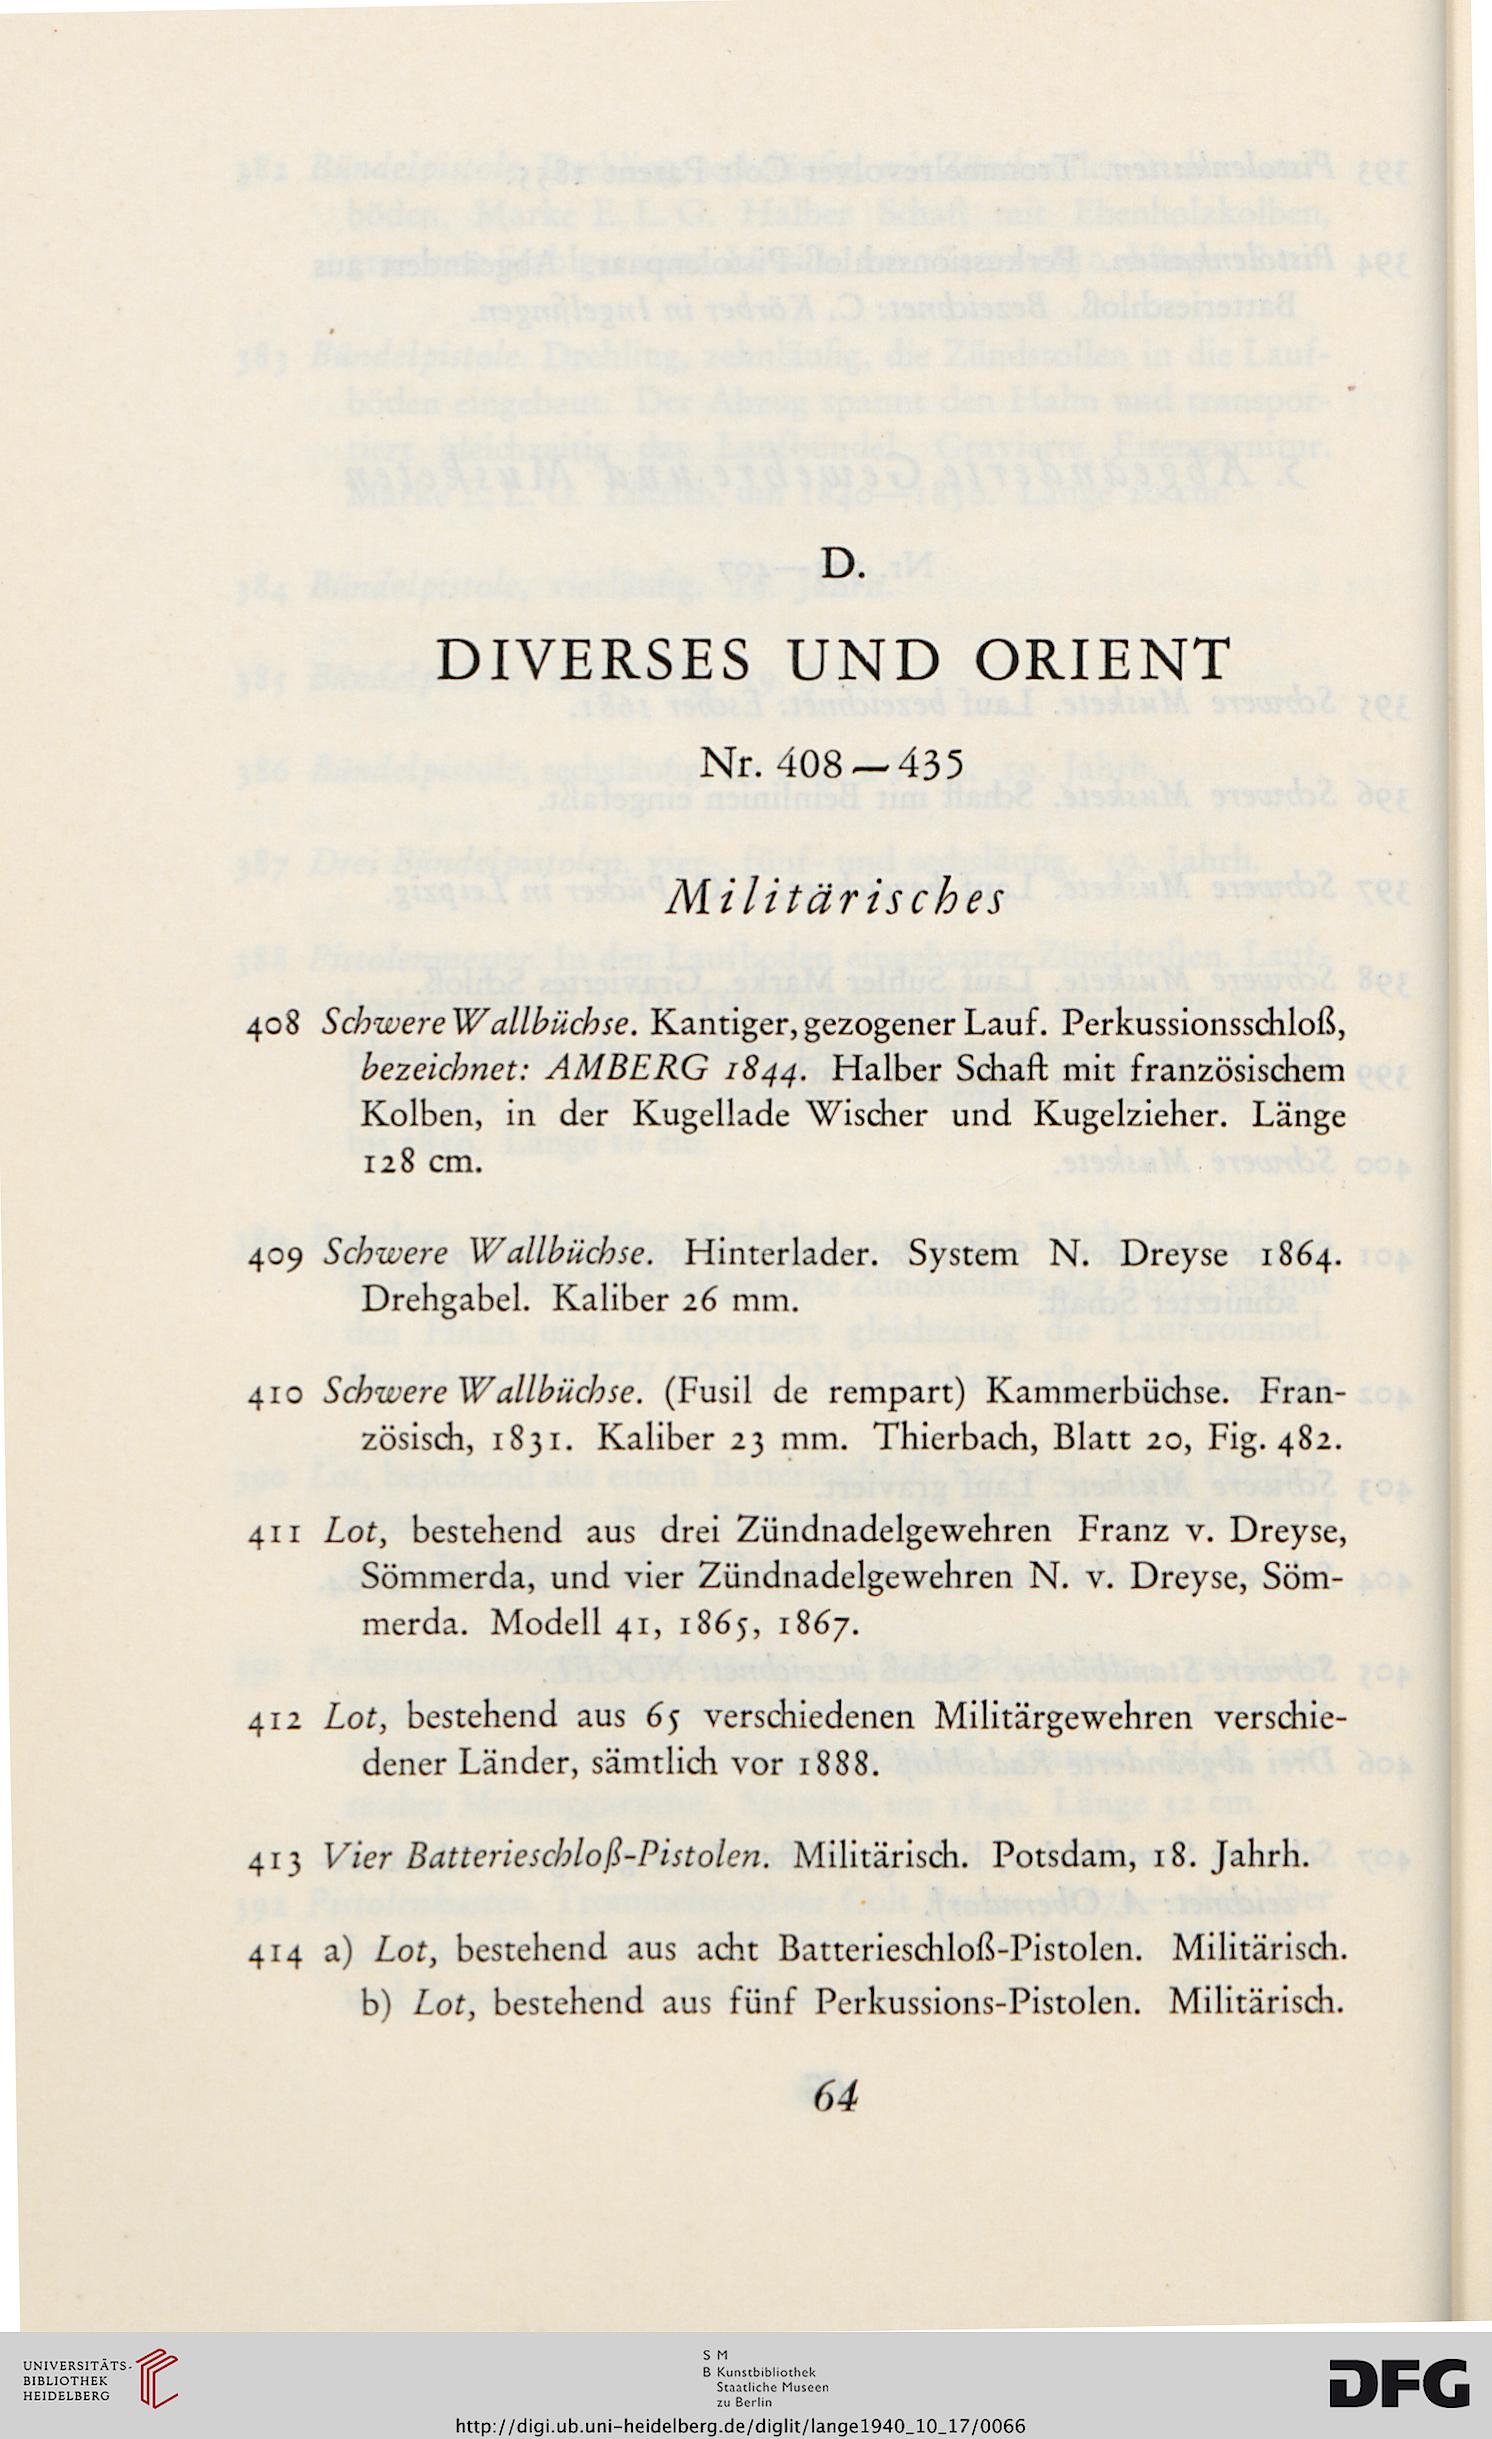 D.
DIVERSES UND ORIENT
Nr. 408 — 435
Militärisches
408 Schwere Wallbüchse. Kantiger, gezogener Lauf. Perkussionsschloß,
bezeichnet: AMBERG 1844. Halber Schaft mit französischem
Kolben, in der Kugellade Wischer und Kugelzieher. Länge
128 cm.
409 Schwere Wallbüchse. Hinterlader. System N. Dreyse 1864.
Drehgabel. Kaliber 26 mm.
410 Schwere Wallbüchse. (Fusil de rempart) Kammerbüchse. Fran-
zösisch, 1831. Kaliber 23 mm. Thierbach, Blatt 20, Fig. 482.
411 Lot, bestehend aus drei Zündnadelgewehren Franz v. Dreyse,
Sömmerda, und vier Zündnadelgewehren N. v. Dreyse, Söm-
merda. Modell 41, 1865, 1867.
412 Lot, bestehend aus 65 verschiedenen Militärgewehren verschie-
dener Länder, sämtlich vor 1888.
413 Vier Batterieschloß-Pistolen. Militärisch. Potsdam, 18. Jahrh.
414 a) Lot, bestehend aus acht Batterieschloß-Pistolen. Militärisch.
b) Lot, bestehend aus fünf Perkussions-Pistolen. Militärisch.
64
UNIVERSITÄTS-
BIBLIOTHEK
HEIDELBERG
S M
B Kunstbibliothek
Staatliche Museen
zu Berlin
DFG
http://digi.ub.uni-heidelberg.de/diglit/lange1940_10_17/0066